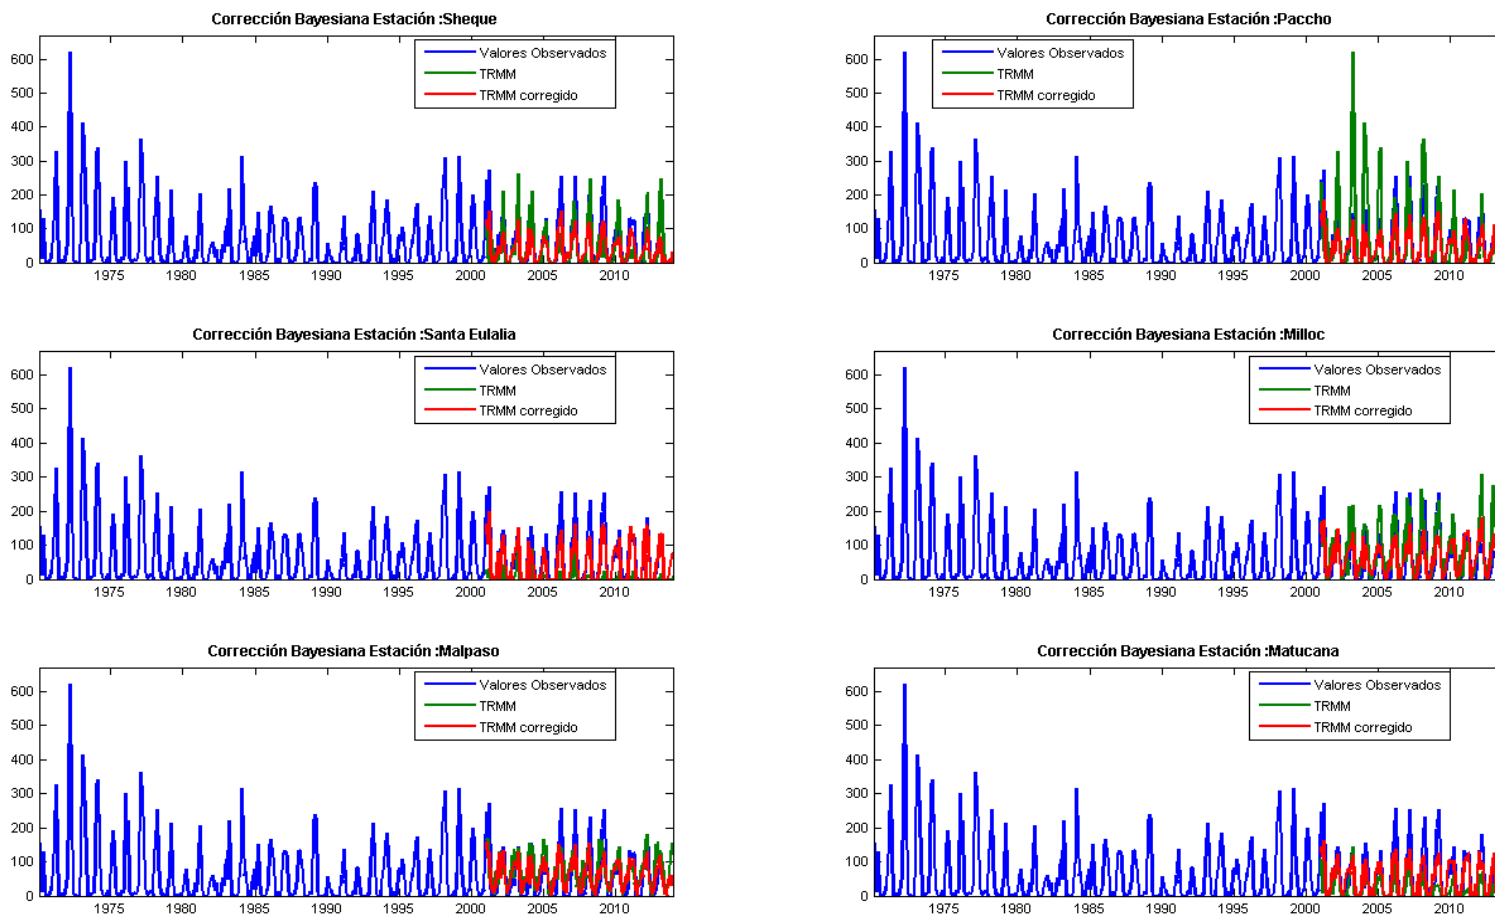 Corrección Bayesiana Estación :Sheque
Valores Observados
TRMM
TRMM corregido
600
500
400
300
200
100
0
1975 1980 1985 1990 1995 2000 2005 2010
Corrección Bayesiana Estación :Paccho
Valores Observados
TRMM
TRMM corregido
600
500
400
300
200
100
0
1975 1980 1985 1990 1995 2000 2005 2010
Corrección Bayesiana Estación :Santa Eulalia
Valores Observados
TRMM
TRMM corregido
600
500
400
300
200
100
0
1975 1980 1985 1990 1995 2000 2005 2010
Corrección Bayesiana Estación :Milloc
Valores Observados
TRMM
TRMM corregido
600
500
400
300
200
100
0
1975 1980 1985 1990 1995 2000 2005 2010
Corrección Bayesiana Estación :Malpaso
Valores Observados
TRMM
TRMM corregido
600
500
400
300
200
100
0
1975 1980 1985 1990 1995 2000 2005 2010
Corrección Bayesiana Estación :Matucana
Valores Observados
TRMM
TRMM corregido
600
500
400
300
200
100
0
1975 1980 1985 1990 1995 2000 2005 2010